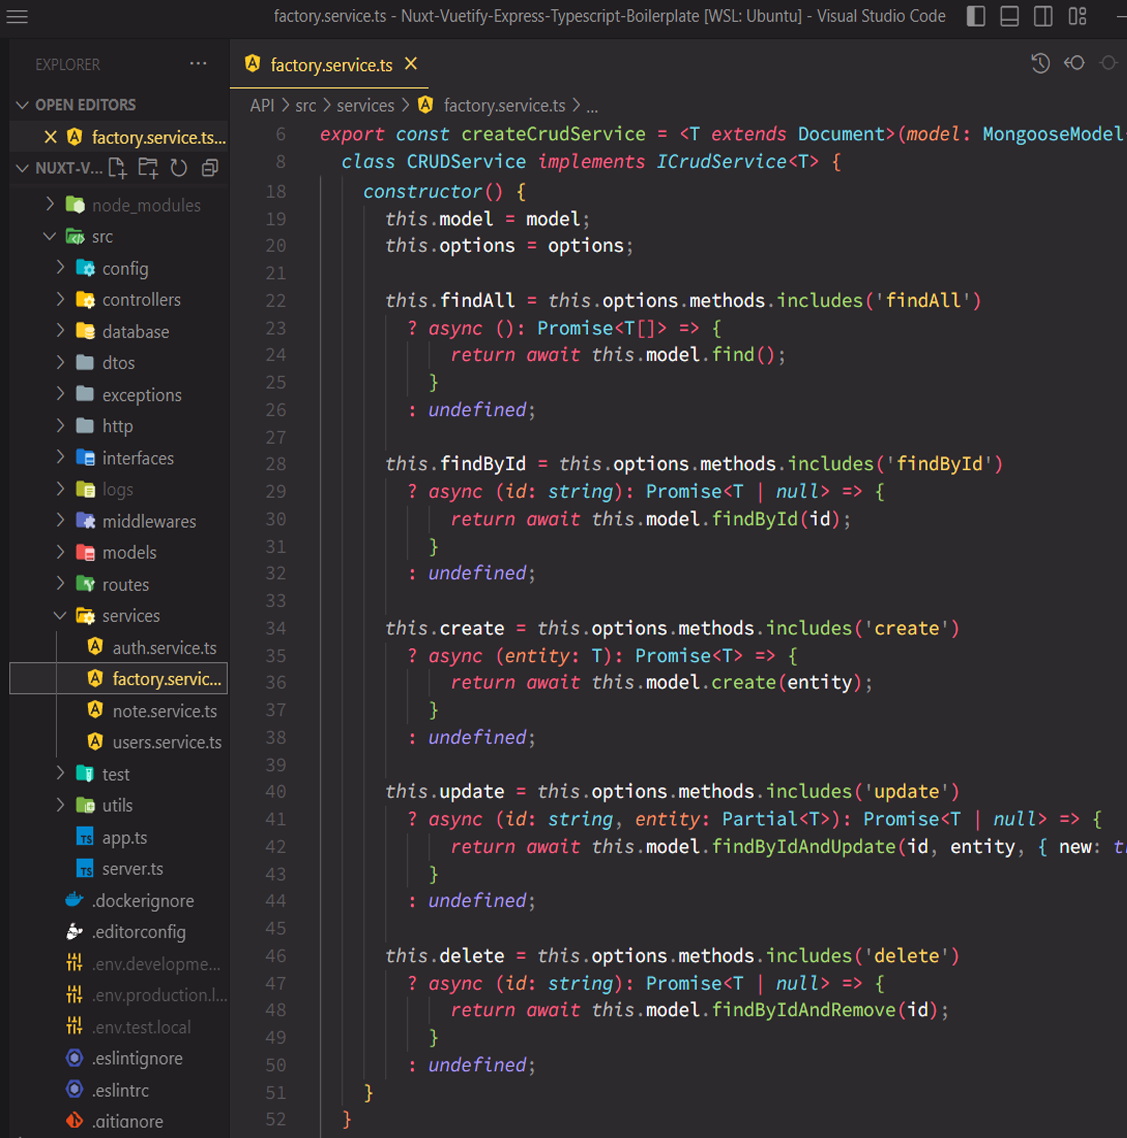 factory.service.ts - Nuxt-Vuetify-Express-Typescript-Boilerplate [WSL: Ubuntu] - Visual Studio Code
EXPLORER
OPEN EDITORS
factory.service.ts...
NUXT-V...
node_modules
src
config
controllers
database
dtos
exceptions
http
interfaces
logs
middlewares
models
routes
services
auth.service.ts
factory.servic...
note.service.ts
users.service.ts
test
utils
TS app.ts
TS server.ts
.dockerignore
.editorconfig
.env.developme...
.env.production.l...
.env.test.local
.eslintignore
.eslintrc
.aitianore
factory.service.ts
API > src > services > factory.service.ts > ...
6 export const createCrudService = <T extends Document>(model: MongooseModel
8 class CRUDService implements ICrudService<T> {
18 constructor() {
19 this.model = model;
20 this.options = options;
21
22 this.findAll = this.options.methods.includes('findAll')
23 ? async (): Promise<T[]> => {
24 return await this.model.find();
25 }
26 : undefined;
27
28 this.findById = this.options.methods.includes('findById')
29 ? async (id: string): Promise<T | null> => {
30 return await this.model.findById(id);
31 }
32 : undefined;
33
34 this.create = this.options.methods.includes('create')
35 ? async (entity: T): Promise<T> => {
36 return await this.model.create(entity);
37 }
38 : undefined;
39
40 this.update = this.options.methods.includes('update')
41 ? async (id: string, entity: Partial<T>): Promise<T | null> => {
42 return await this.model.findByIdAndUpdate(id, entity, { new:
43 }
44 : undefined;
45
46 this.delete = this.options.methods.includes('delete')
47 ? async (id: string): Promise<T | null> => {
48 return await this.model.findByIdAndRemove(id);
49 }
50 : undefined;
51 }
52 }